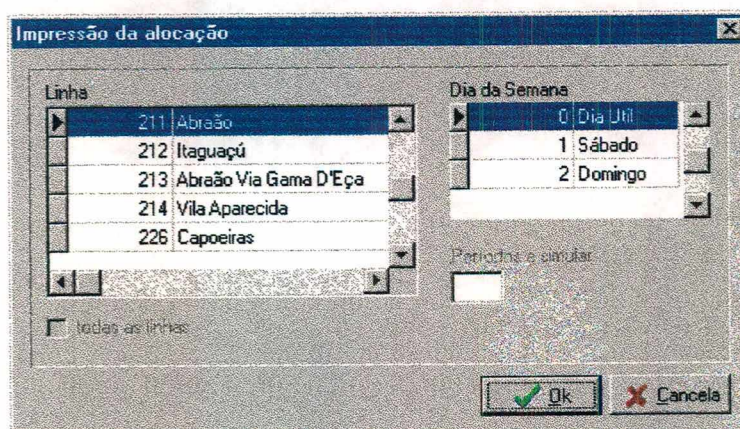 Impressão da alocação
Linha
211 Abraão
212 Itaguaçú
213 Abraão Via Gama D'Eça
214 Vila Aparecida
226 Capoeiras
todas as linhas
Dia da Semana
0 Dia Útil
1 Sábado
2 Domingo
Períodos a simular
Ok
Cancela